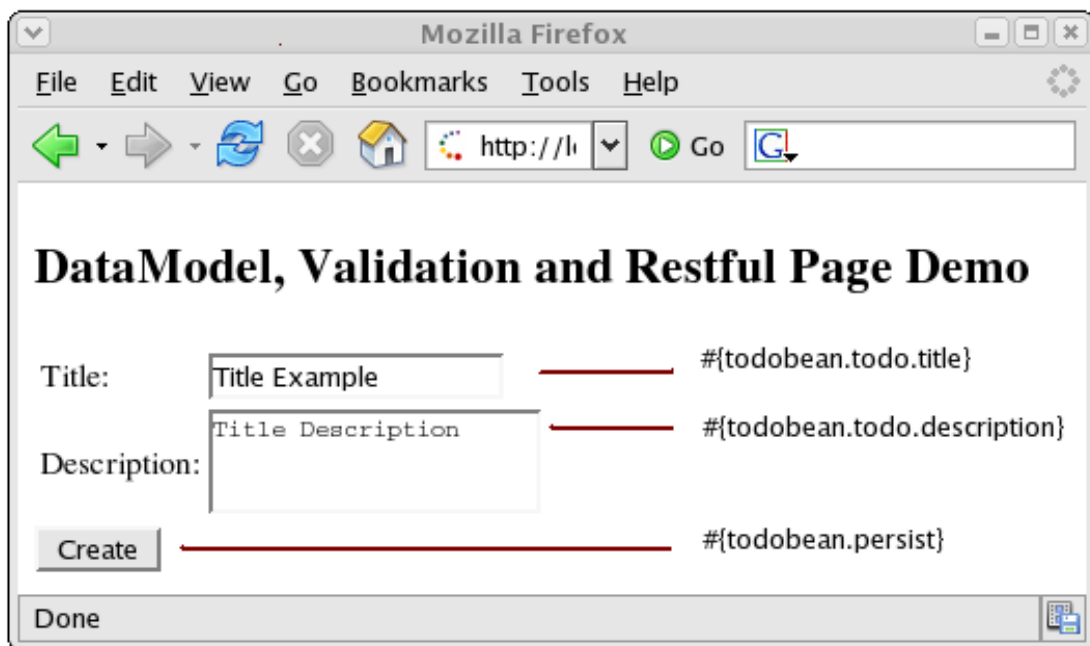 Mozilla Firefox
File Edit View Go Bookmarks Tools Help
http://l Go G
DataModel, Validation and Restful Page Demo
Title: Title Example #{todobean.todo.title}
Title Description #{todobean.todo.description}
Description:
Create #{todobean.persist}
Done